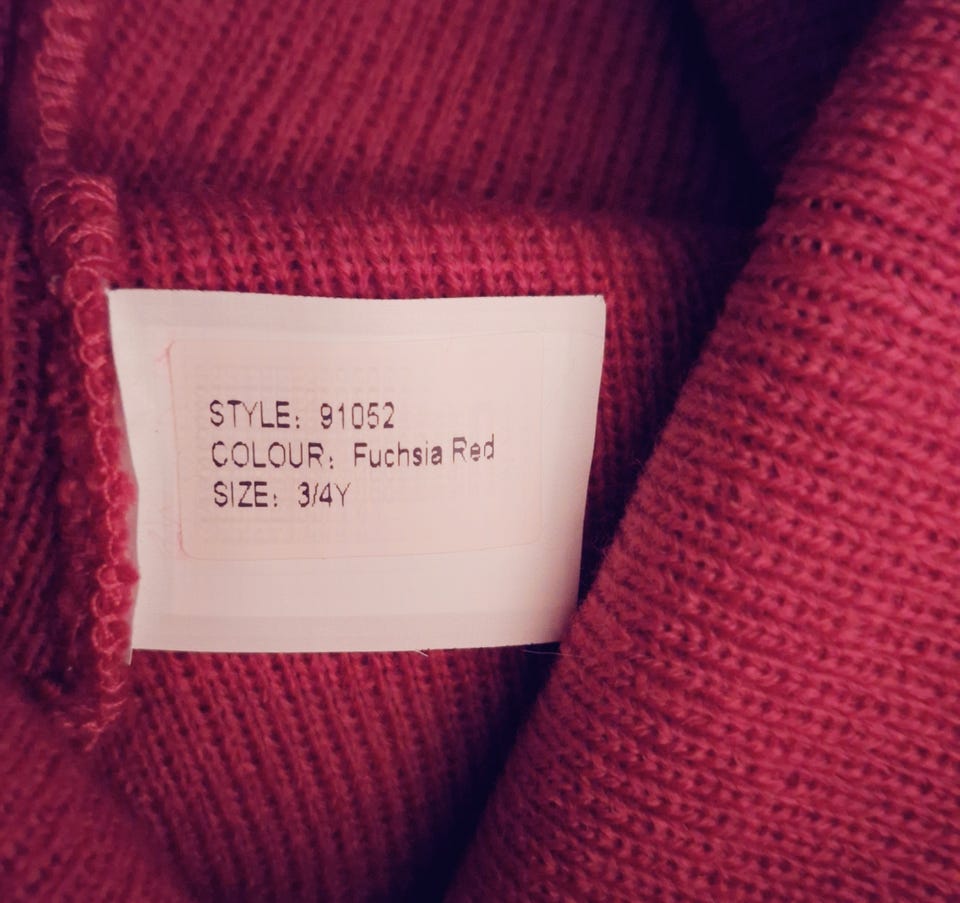 STYLE: 91052
COLOUR: Fuchsia Red
SIZE: 3/4Y